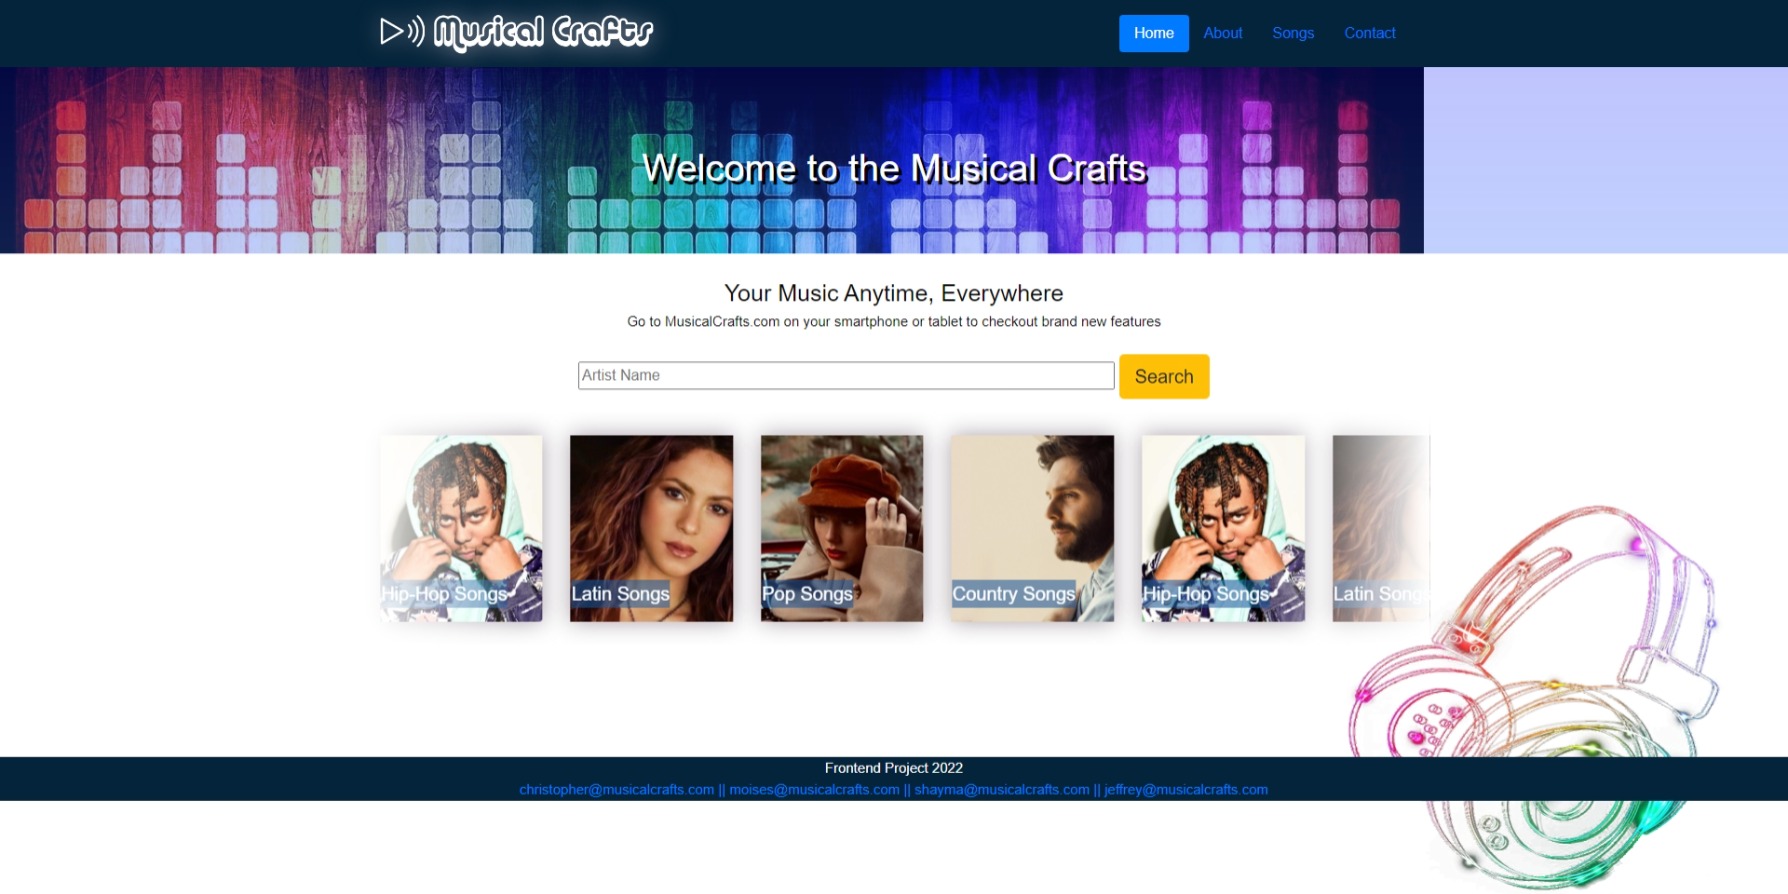 Musical Crafts
Home About Songs Contact
Welcome to the Musical Crafts
Your Music Anytime, Everywhere
Go to MusicalCrafts.com on your smartphone or tablet to checkout brand new features
Artist Name Search
Hip-Hop Songs Latin Songs Pop Songs Country Songs Hip-Hop Songs Latin Songs
Frontend Project 2022
christopher@musicalcrafts.com || moises@musicalcrafts.com || shayma@musicalcrafts.com || jeffrey@musicalcrafts.com